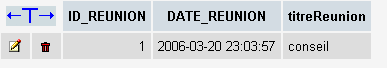 ID_REUNION DATE_REUNION titreReunion
1 2006-03-20 23:03:57 conseil